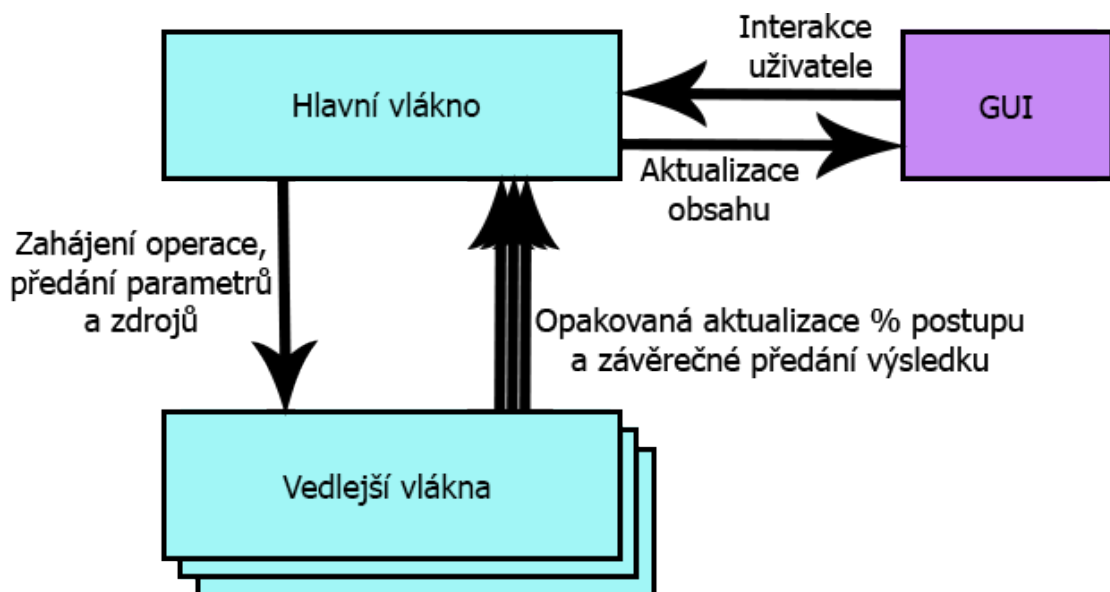 Interakce
uživatele
Hlavní vlákno
GUI
Aktualizace
obsahu
Zahájení operace,
předání parametrů
a zdrojů
Opakovaná aktualizace % postupu
a závěrečné předání výsledku
Vedlejší vlákna